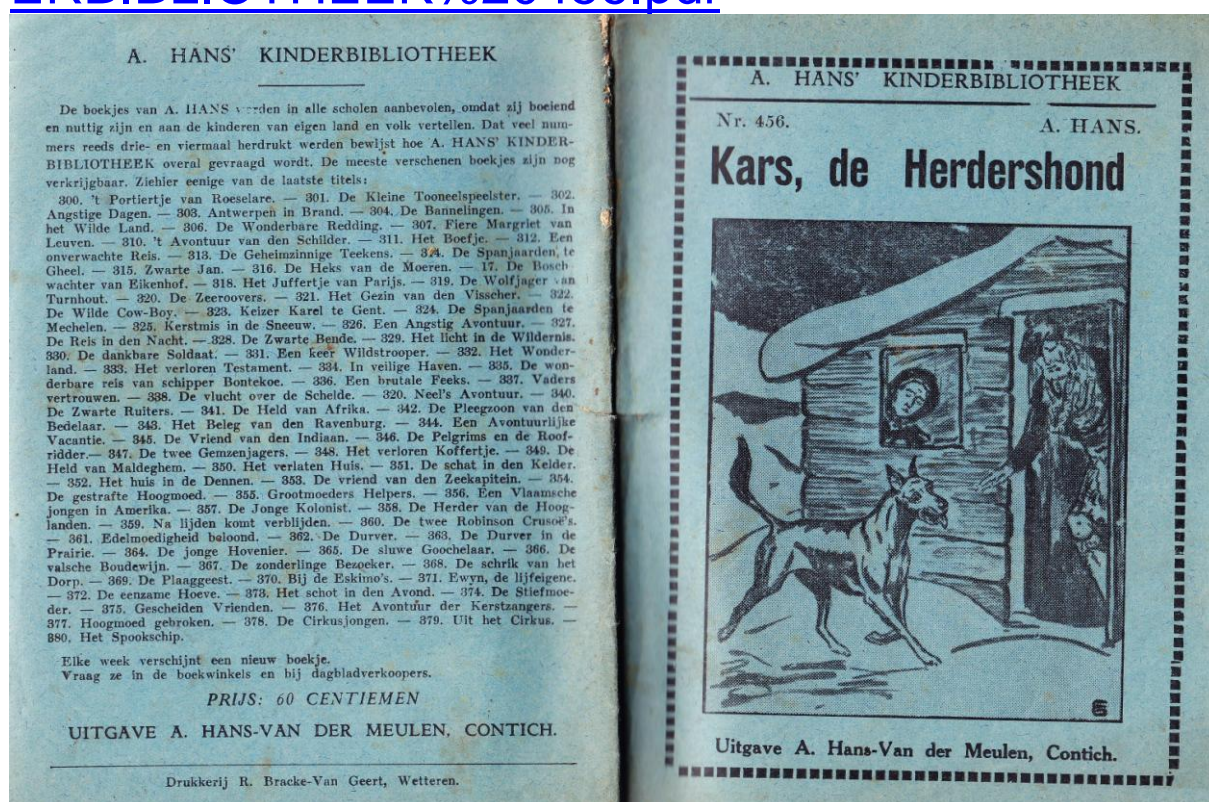 A. HANS' KINDERBIBLIOTHEEK
De boekjes van A. HANS werden in alle scholen aanbevolen, omdat zij boeiend
en nuttig zijn en aan de kinderen van eigen land en volk vertellen. Dat veel num-
mers reeds drie- en viermaal herdrukt werden bewijst hoe A. HANS' KINDER-
BIBLIOTHEEK overal gevraagd wordt. De meeste verschenen boekjes zijn nog
verkrijgbaar. Ziehier eenige van de laatste titels:
300. 't Portiertje van Roeselare. — 301. De Kleine Tooneelspeelster. — 302.
Angstige Dagen. — 303. Antwerpen in Brand. — 304. De Bannelingen. — 305. In
het Wilde Land. — 306. De Wonderbare Redding. — 307. Fiere Margriet van
Leuven. — 310. 't Avontuur van den Schilder. — 311. Het Boefje. — 312. Een
onverwachte Reis. — 313. De Geheimzinnige Teekens. — 314. De Spanjaarden te
Gheel. — 315. Zwarte Jan. — 316. De Heks van de Moeren. — 17. De Bosch
wachter van Eikenhof. — 318. Het Juffertje van Parijs. — 319. De Wolfjager van
Turnhout. — 320. De Zeeroovers. — 321. Het Gezin van den Visscher. — 322.
De Wilde Cow-Boy. — 323. Keizer Karel te Gent. — 324. De Spanjaarden te
Mechelen. — 325. Kerstmis in de Sneeuw. — 326. Een Angstig Avontuur. — 327.
De Reis in den Nacht. — 328. De Zwarte Bende. — 329. Het licht in de Wildernis.
330. De dankbare Soldaat. — 331. Een keer Wildstrooper. — 332. Het Wonder-
land. — 333. Het verloren Testament. — 334. In veilige Haven. — 335. De won-
derbare reis van schipper Bontekoe. — 336. Een brutale Feeks. — 337. Vaders
vertrouwen. — 338. De vlucht over de Schelde. — 320. Neel's Avontuur. — 340.
De Zwarte Ruiters. — 341. De Held van Afrika. — 342. De Pleegzoon van den
Bedelaar. — 343. Het Beleg van den Ravenburg. — 344. Een Avontuurlijke
Vacantie. — 345. De Vriend van den Indiaan. — 346. De Pelgrims en de Roof-
ridder.— 347. De twee Gemzenjagers. — 348. Het verloren Koffertje. — 349. De
Held van Maldeghem. — 350. Het verlaten Huis. — 351. De schat in den Kelder.
— 352. Het huis in de Dennen. — 353. De vriend van den Zeekapitein. — 354.
De gestrafte Hoogmoed. — 355. Grootmoeders Helpers. — 356. Een Vlaamsche
jongen in Amerika. — 357. De Jonge Kolonist. — 358. De Herder van de Hoog-
landen. — 359. Na lijden komt verblijden. — 360. De twee Robinson Crusoë's.
— 361. Edelmoedigheid beloond. — 362. De Durver. — 363. De Durver in de
Prairie. — 364. De jonge Hovenier. — 365. De sluwe Goochelaar. — 366. De
valsche Boudewijn. — 367. De zonderlinge Bezoeker. — 368. De schrik van het
Dorp. — 369. De Plaaggeest. — 370. Bij de Eskimo's. — 371. Ewyn, de lijfeigene.
— 372. De eenzame Hoeve. — 373. Het schot in den Avond. — 374. De Stiefmoe-
der. — 375. Gescheiden Vrienden. — 376. Het Avontuur der Kerstzangers. —
377. Hoogmoed gebroken. — 378. De Cirkusjongen. — 379. Uit het Cirkus. —
380. Het Spookschip.
Elke week verschijnt een nieuw boekje.
Vraag ze in de boekwinkels en bij dagbladverkoopers.
PRIJS: 60 CENTIEMEN
UITGAVE A. HANS-VAN DER MEULEN, CONTICH.
Drukkerij R. Bracke-Van Geert, Wetteren.
A. HANS' KINDERBIBLIOTHEEK
Nr. 456. A. HANS.
Kars, de Herdershond
Uitgave A. Hans-Van der Meulen, Contich.